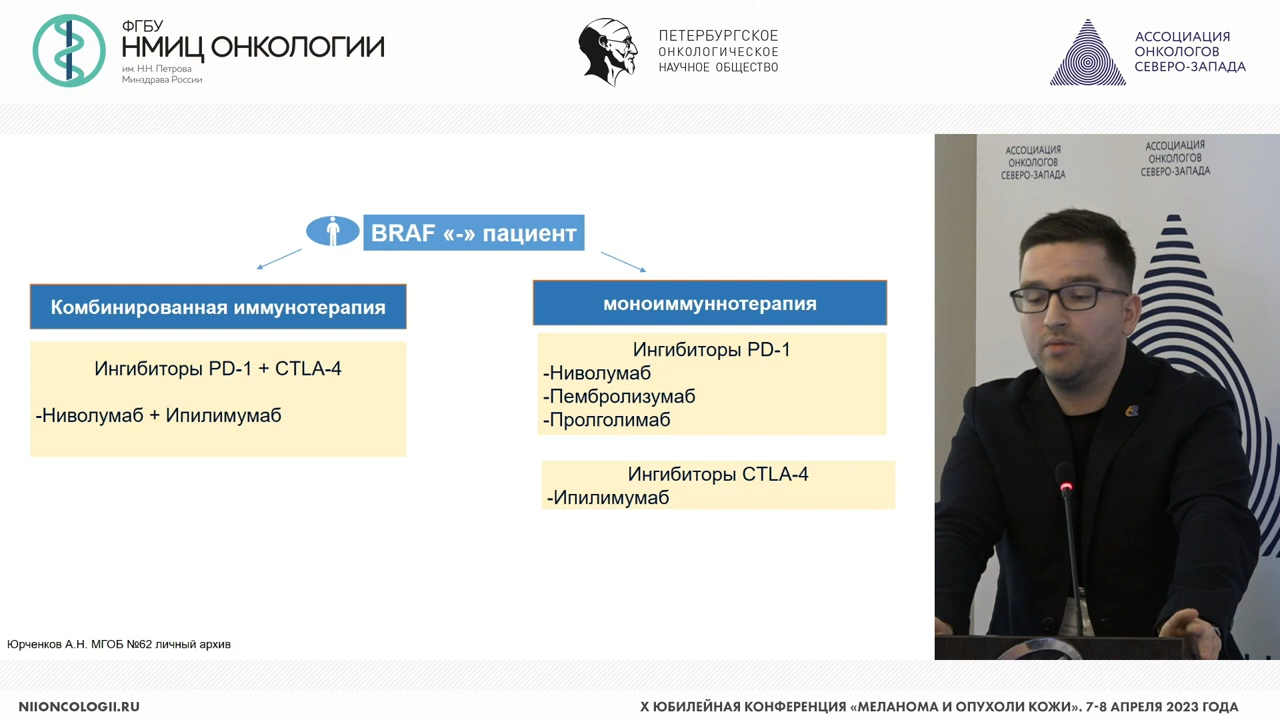 ФГБУ
НМИЦ ОНКОЛОГИИ
им. Н.Н. Петрова
Минздрава России
ПЕТЕРБУРГСКОЕ
ОНКОЛОГИЧЕСКОЕ
НАУЧНОЕ ОБЩЕСТВО
АССОЦИАЦИЯ
ОНКОЛОГОВ
СЕВЕРО-ЗАПАДА
BRAF «-» пациент
Комбинированная иммунотерапия
Ингибиторы PD-1 + CTLA-4
-Ниволумаб + Ипилимумаб
моноиммуннотерапия
Ингибиторы PD-1
-Ниволумаб
-Пембролизумаб
-Пролголимаб
Ингибиторы CTLA-4
-Ипилимумаб
Юрченков А.Н. МГОБ №62 личный архив
АССОЦИАЦИЯ
ОНКОЛОГОВ
СЕВЕРО-ЗАПАДА
АССОЦИАЦИЯ
ОНКОЛОГОВ
СЕВЕРО-ЗАПАДА
NIIONCOLOGII.RU
X ЮБИЛЕЙНАЯ КОНФЕРЕНЦИЯ «МЕЛАНОМА И ОПУХОЛИ КОЖИ». 7-8 АПРЕЛЯ 2023 ГОДА